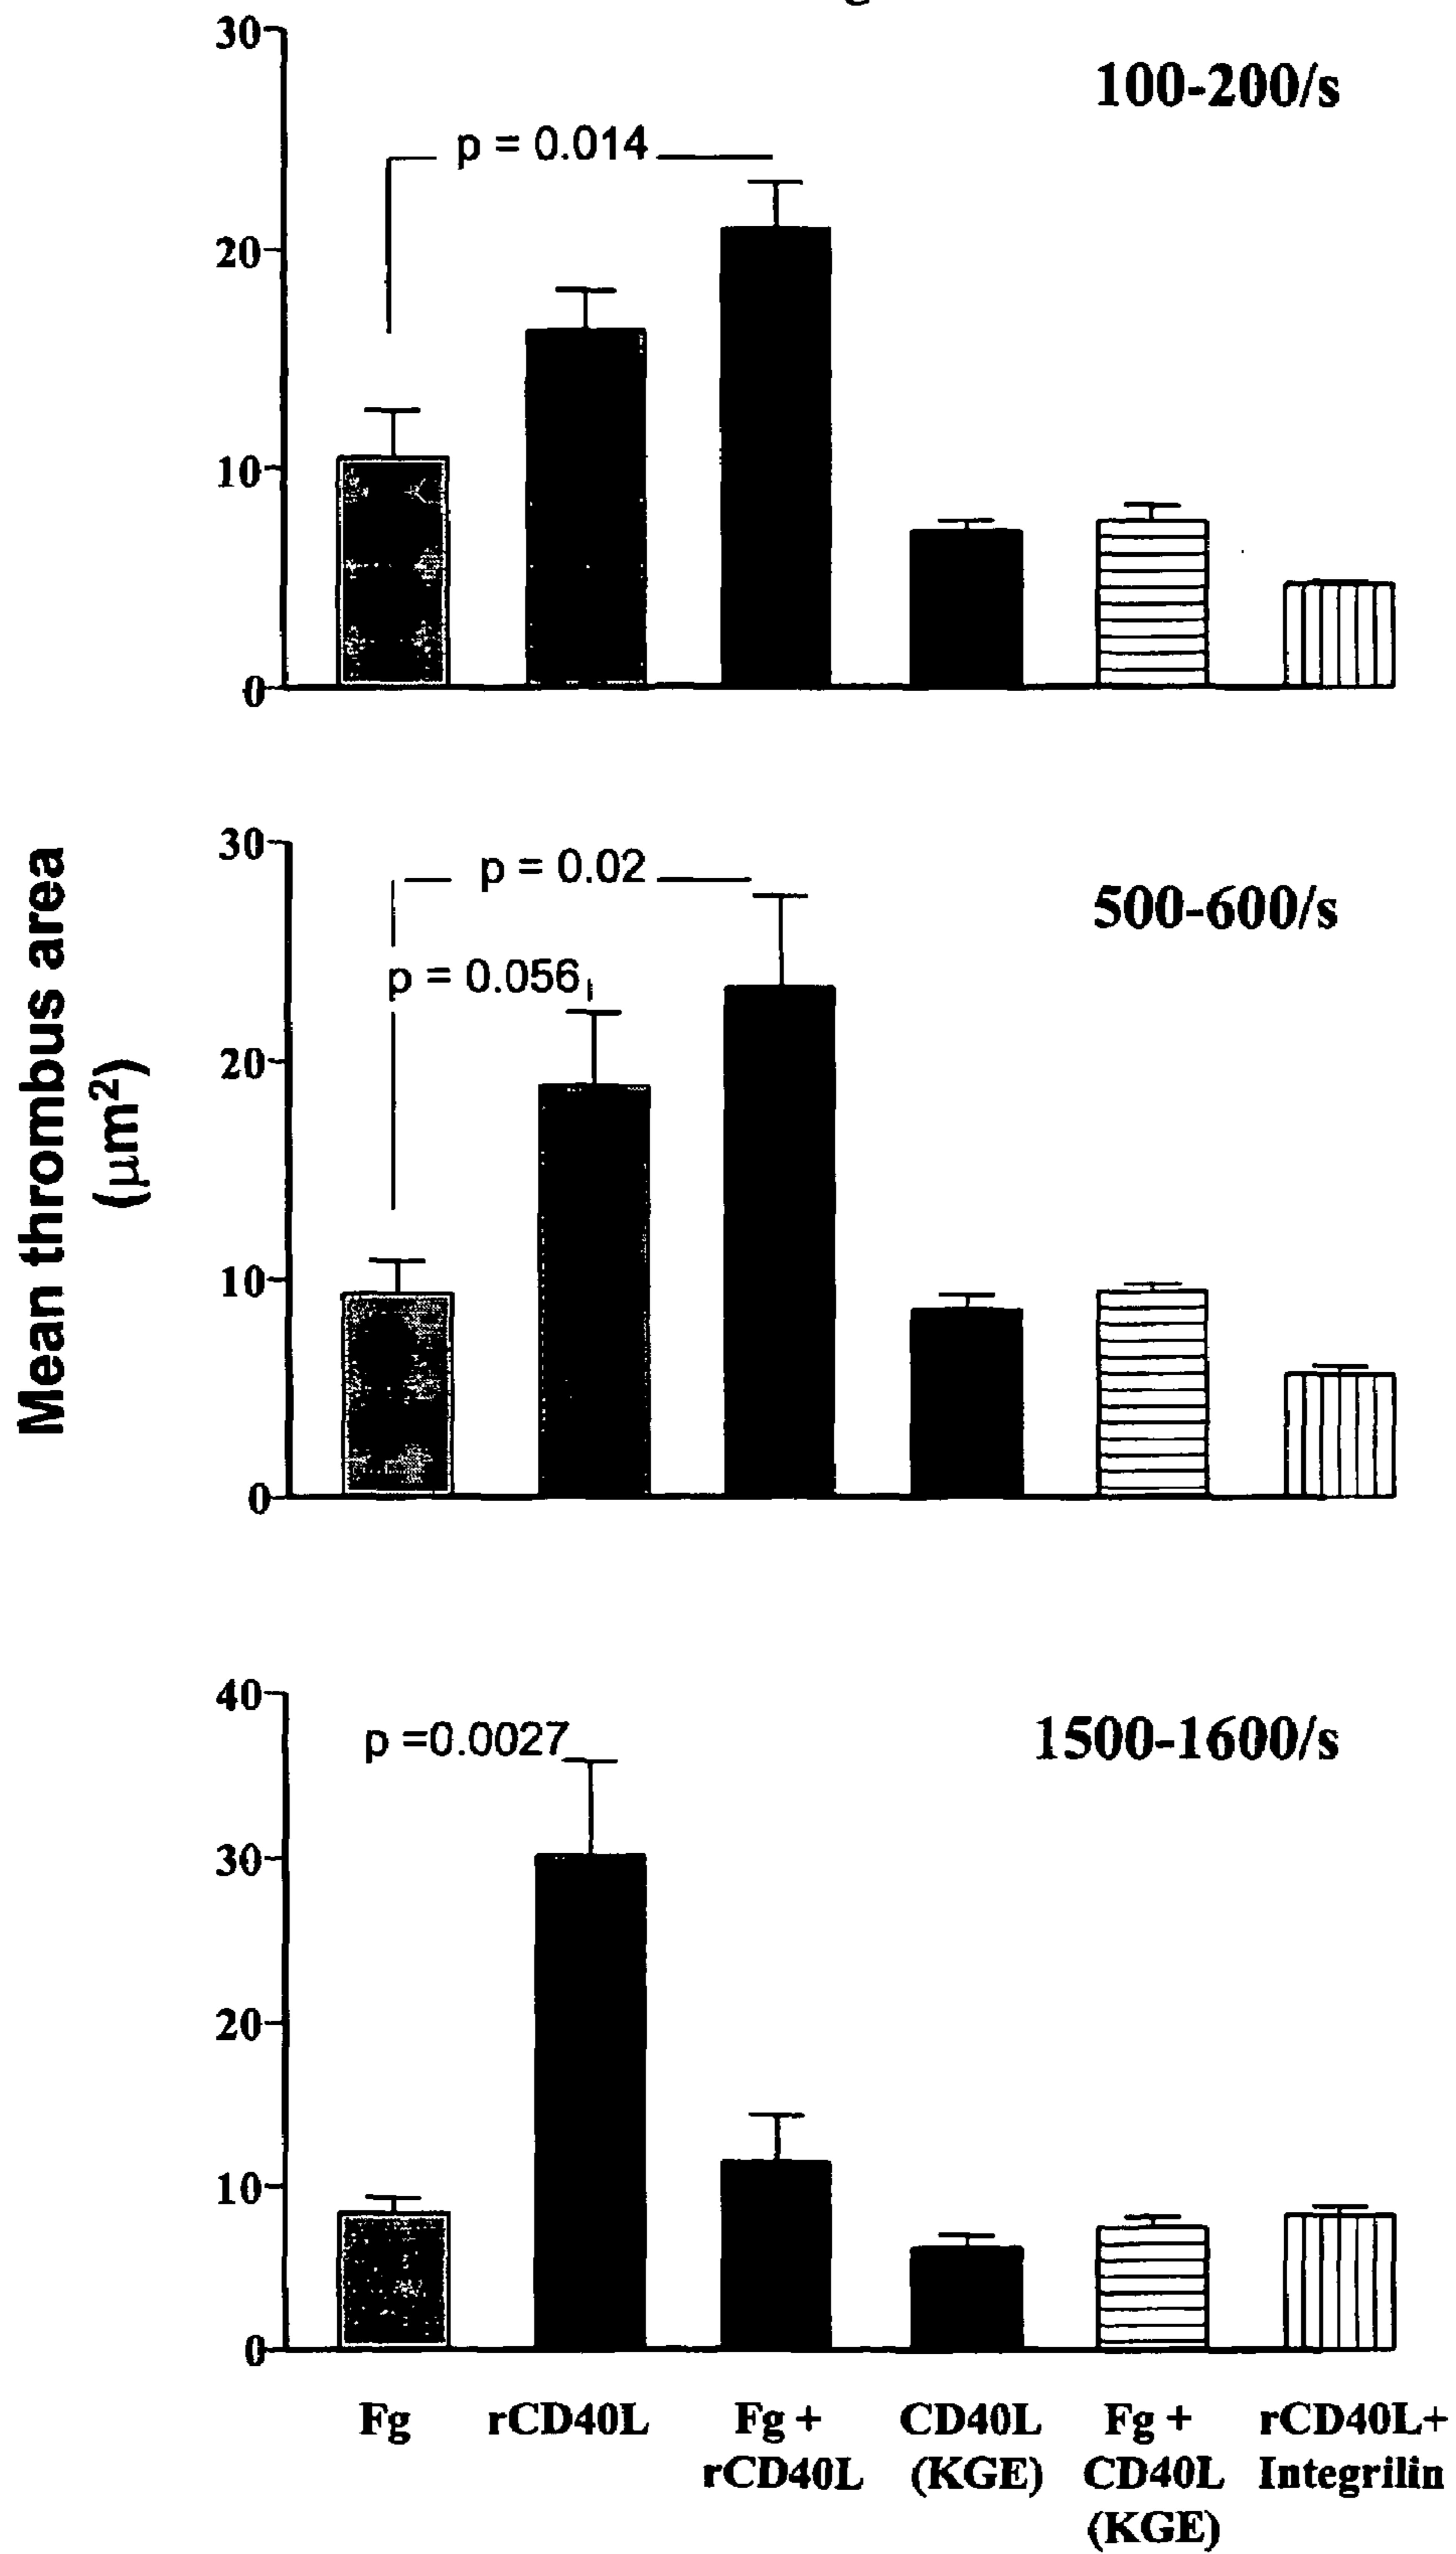 30
100-200/s
p = 0.014
20
10
0
30
p = 0.02
500-600/s
p = 0.056
20
10
0
Mean thrombus area
(μm²)
40
p =0.0027
1500-1600/s
30
20
10
0
Fg
rCD40L
Fg +
rCD40L
CD40L
(KGE)
Fg +
CD40L
(KGE)
rCD40L+
Integrilin